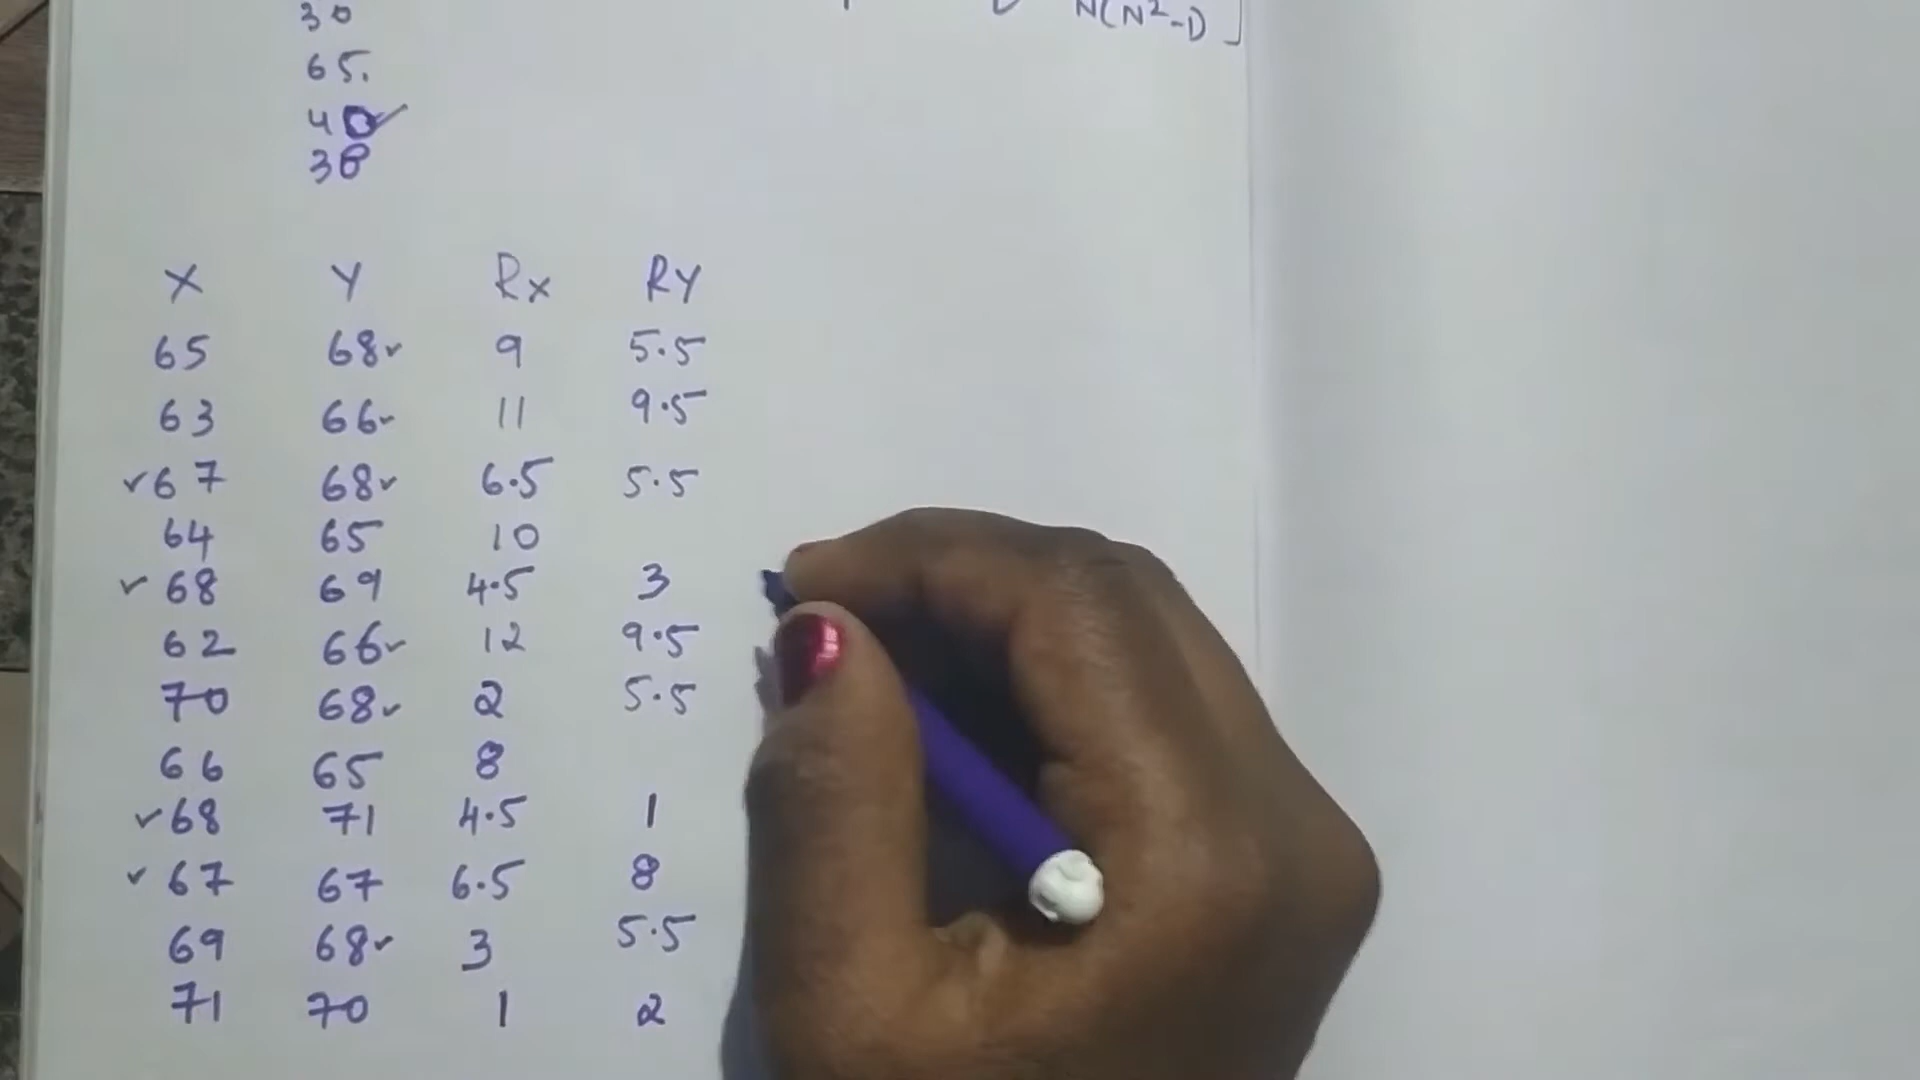 30
N(N²-1)]
65.
40✓
38
X Y Rx RY
65 68✓ 9 5.5
63 66✓ 11 9.5
✓67 68✓ 6.5 5.5
64 65 10
✓68 69 4.5 3
62 66✓ 12 9.5
70 68✓ 2 5.5
66 65 8
✓68 71 4.5 1
✓67 67 6.5 8
69 68✓ 3 5.5
71 70 1 2